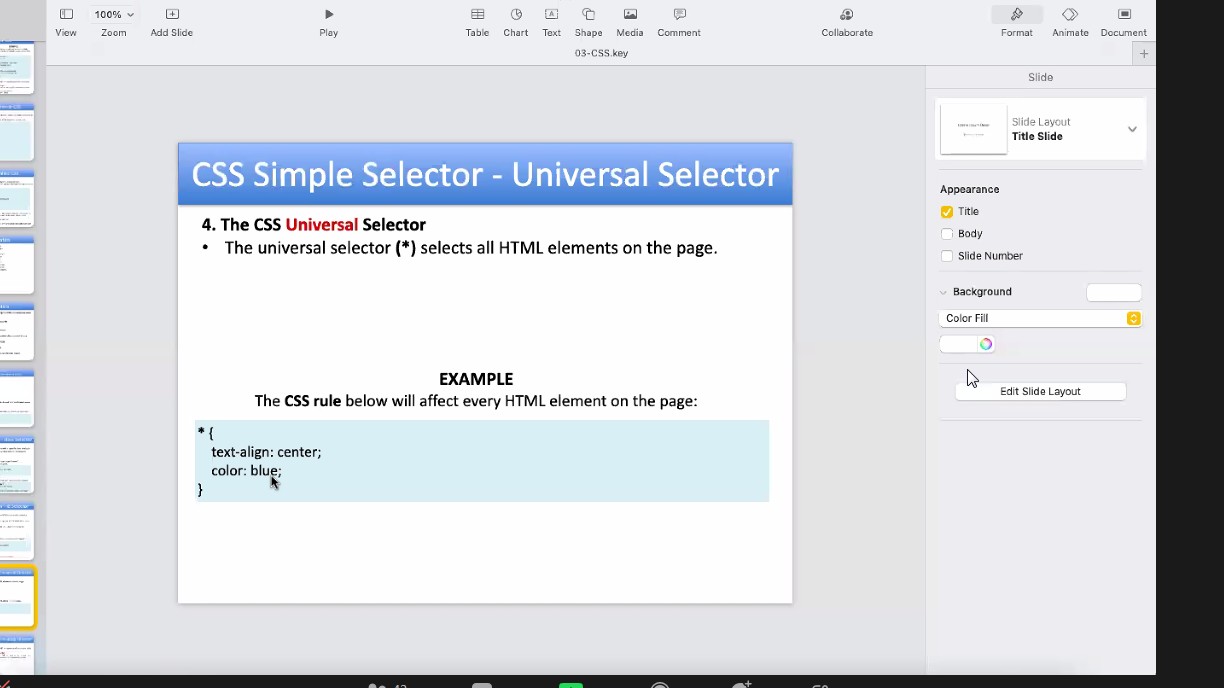 100%
View
Zoom
Add Slide
Play
Table
Chart
Text
Shape
Media
Comment
Collaborate
Format
Animate
Document
03-CSS.key
+
Slide
Slide Layout
Title Slide
Appearance
Title
Body
Slide Number
Background
Color Fill
Edit Slide Layout
CSS Simple Selector - Universal Selector
4. The CSS Universal Selector
• The universal selector (*) selects all HTML elements on the page.
EXAMPLE
The CSS rule below will affect every HTML element on the page:
* {
text-align: center;
color: blue;
}